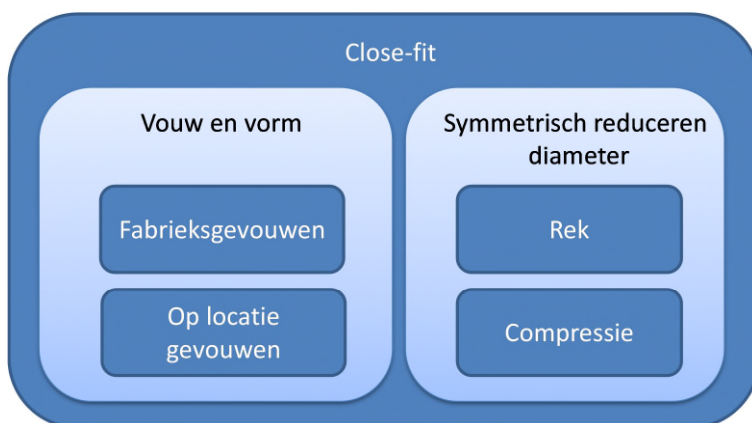 Close-fit
Vouw en vorm
Fabrieksgevouwen
Op locatie
gevouwen
Symmetrisch reduceren
diameter
Rek
Compressie